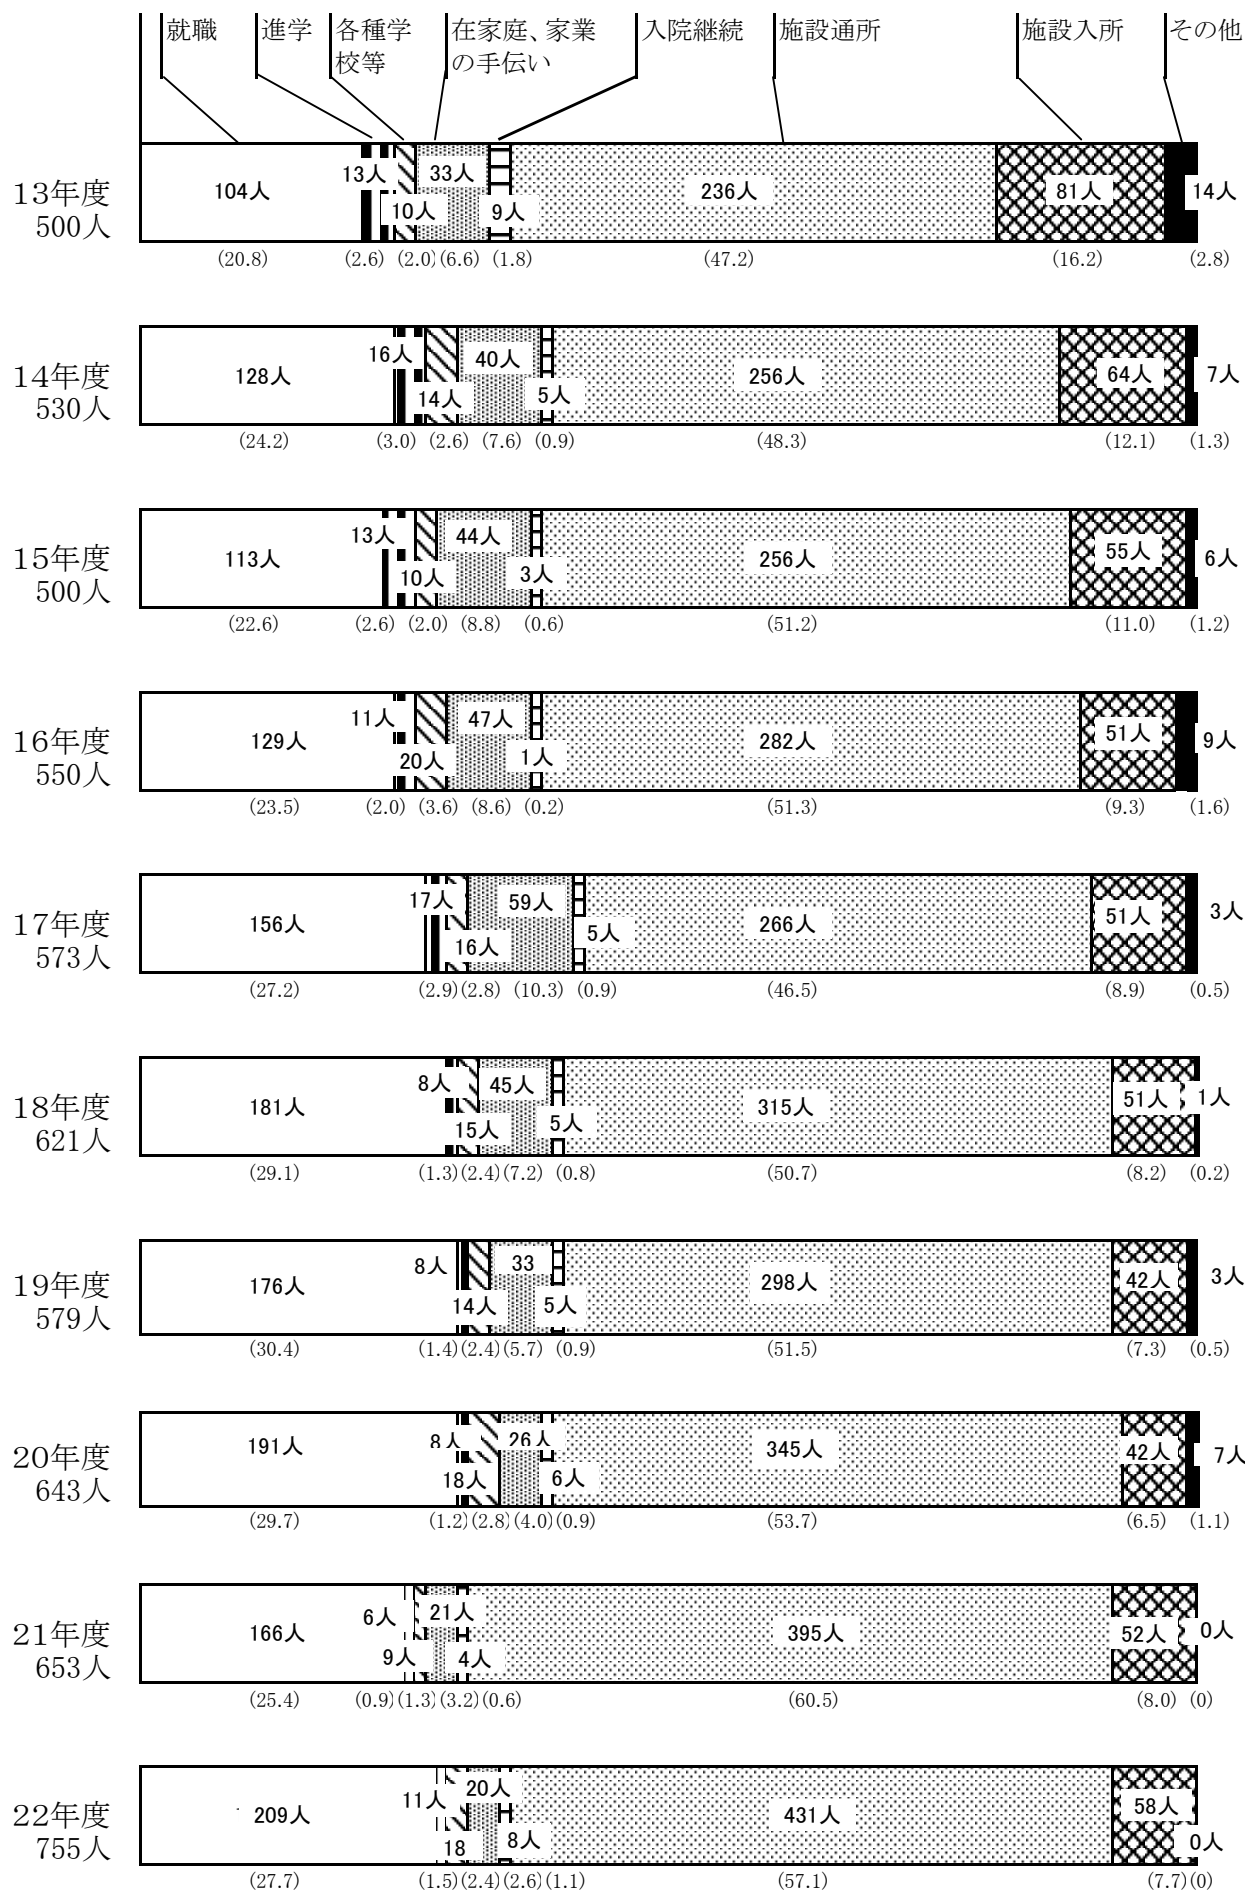 就職 進学 各種学 在家庭、家業 入院継続 施設通所 施設入所 その他
校等 の手伝い
13人 33人
13年度 104人 236人 81人 14人
500人 10人 9人
(20.8) (2.6) (2.0) (6.6) (1.8) (47.2) (16.2) (2.8)
16人 40人
14年度 128人 256人 64人 7人
530人 14人 5人
(24.2) (3.0) (2.6) (7.6) (0.9) (48.3) (12.1) (1.3)
13人 44人
15年度 113人 256人 55人 6人
500人 10人 3人
(22.6) (2.6) (2.0) (8.8) (0.6) (51.2) (11.0) (1.2)
11人 47人
16年度 129人 282人 51人 9人
550人 20人 1人
(23.5) (2.0) (3.6) (8.6) (0.2) (51.3) (9.3) (1.6)
17人 59人
17年度 156人 266人 51人 3人
573人 16人 5人
(27.2) (2.9) (2.8) (10.3) (0.9) (46.5) (8.9) (0.5)
8人 45人
18年度 181人 315人 51人 1人
621人 15人 5人
(29.1) (1.3) (2.4) (7.2) (0.8) (50.7) (8.2) (0.2)
8人 33
19年度 176人 298人 42人 3人
579人 14人 5人
(30.4) (1.4) (2.4) (5.7) (0.9) (51.5) (7.3) (0.5)
8人 26人
20年度 191人 345人 42人 7人
643人 18人 6人
(29.7) (1.2) (2.8) (4.0) (0.9) (53.7) (6.5) (1.1)
6人 21人
21年度 166人 395人 52人 0人
653人 9人 4人
(25.4) (0.9) (1.3) (3.2) (0.6) (60.5) (8.0) (0)
11人 20人
22年度 209人 431人 58人 0人
755人 18 8人
(27.7) (1.5) (2.4) (2.6) (1.1) (57.1) (7.7) (0)